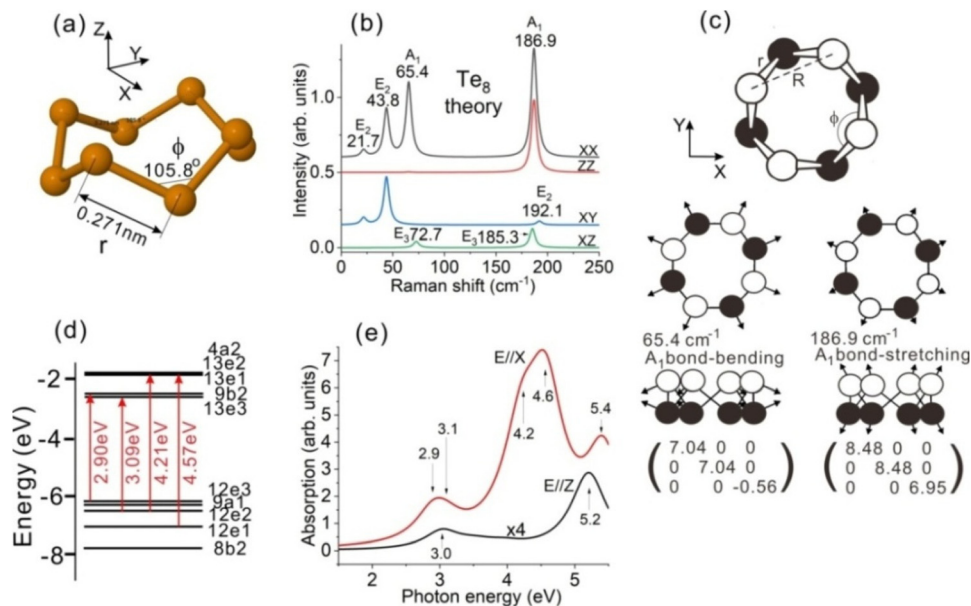 (a)
Z
Y
X
ϕ
105.8°
0.271nm
r
(b)
Te8
theory
A1
186.9
A1
65.4
E2
43.8
E2
21.7
XX
ZZ
E2
192.1
XY
E3 72.7
E3 185.3
XZ
1.0
0.5
0.0
0 50 100 150 200 250
Intensity (arb. units)
Raman shift (cm-1)
(c)
r
r
R
ϕ
Y
X
65.4 cm-1
A1 bond-bending
186.9 cm-1
A1 bond-stretching
7.04 0 0
0 7.04 0
0 0 -0.56
8.48 0 0
0 8.48 0
0 0 6.95
(d)
4a2
13e2
13e1
9b2
13e3
12e3
9a1
12e2
12e1
8b2
-2
-4
-6
-8
Energy (eV)
2.90eV
3.09eV
4.21eV
4.57eV
(e)
E//X
4.6
4.2
5.4
3.1
2.9
E//Z
x4
5.2
3.0
7
6
5
4
3
2
1
0
2 3 4 5
Absorption (arb. units)
Photon energy (eV)